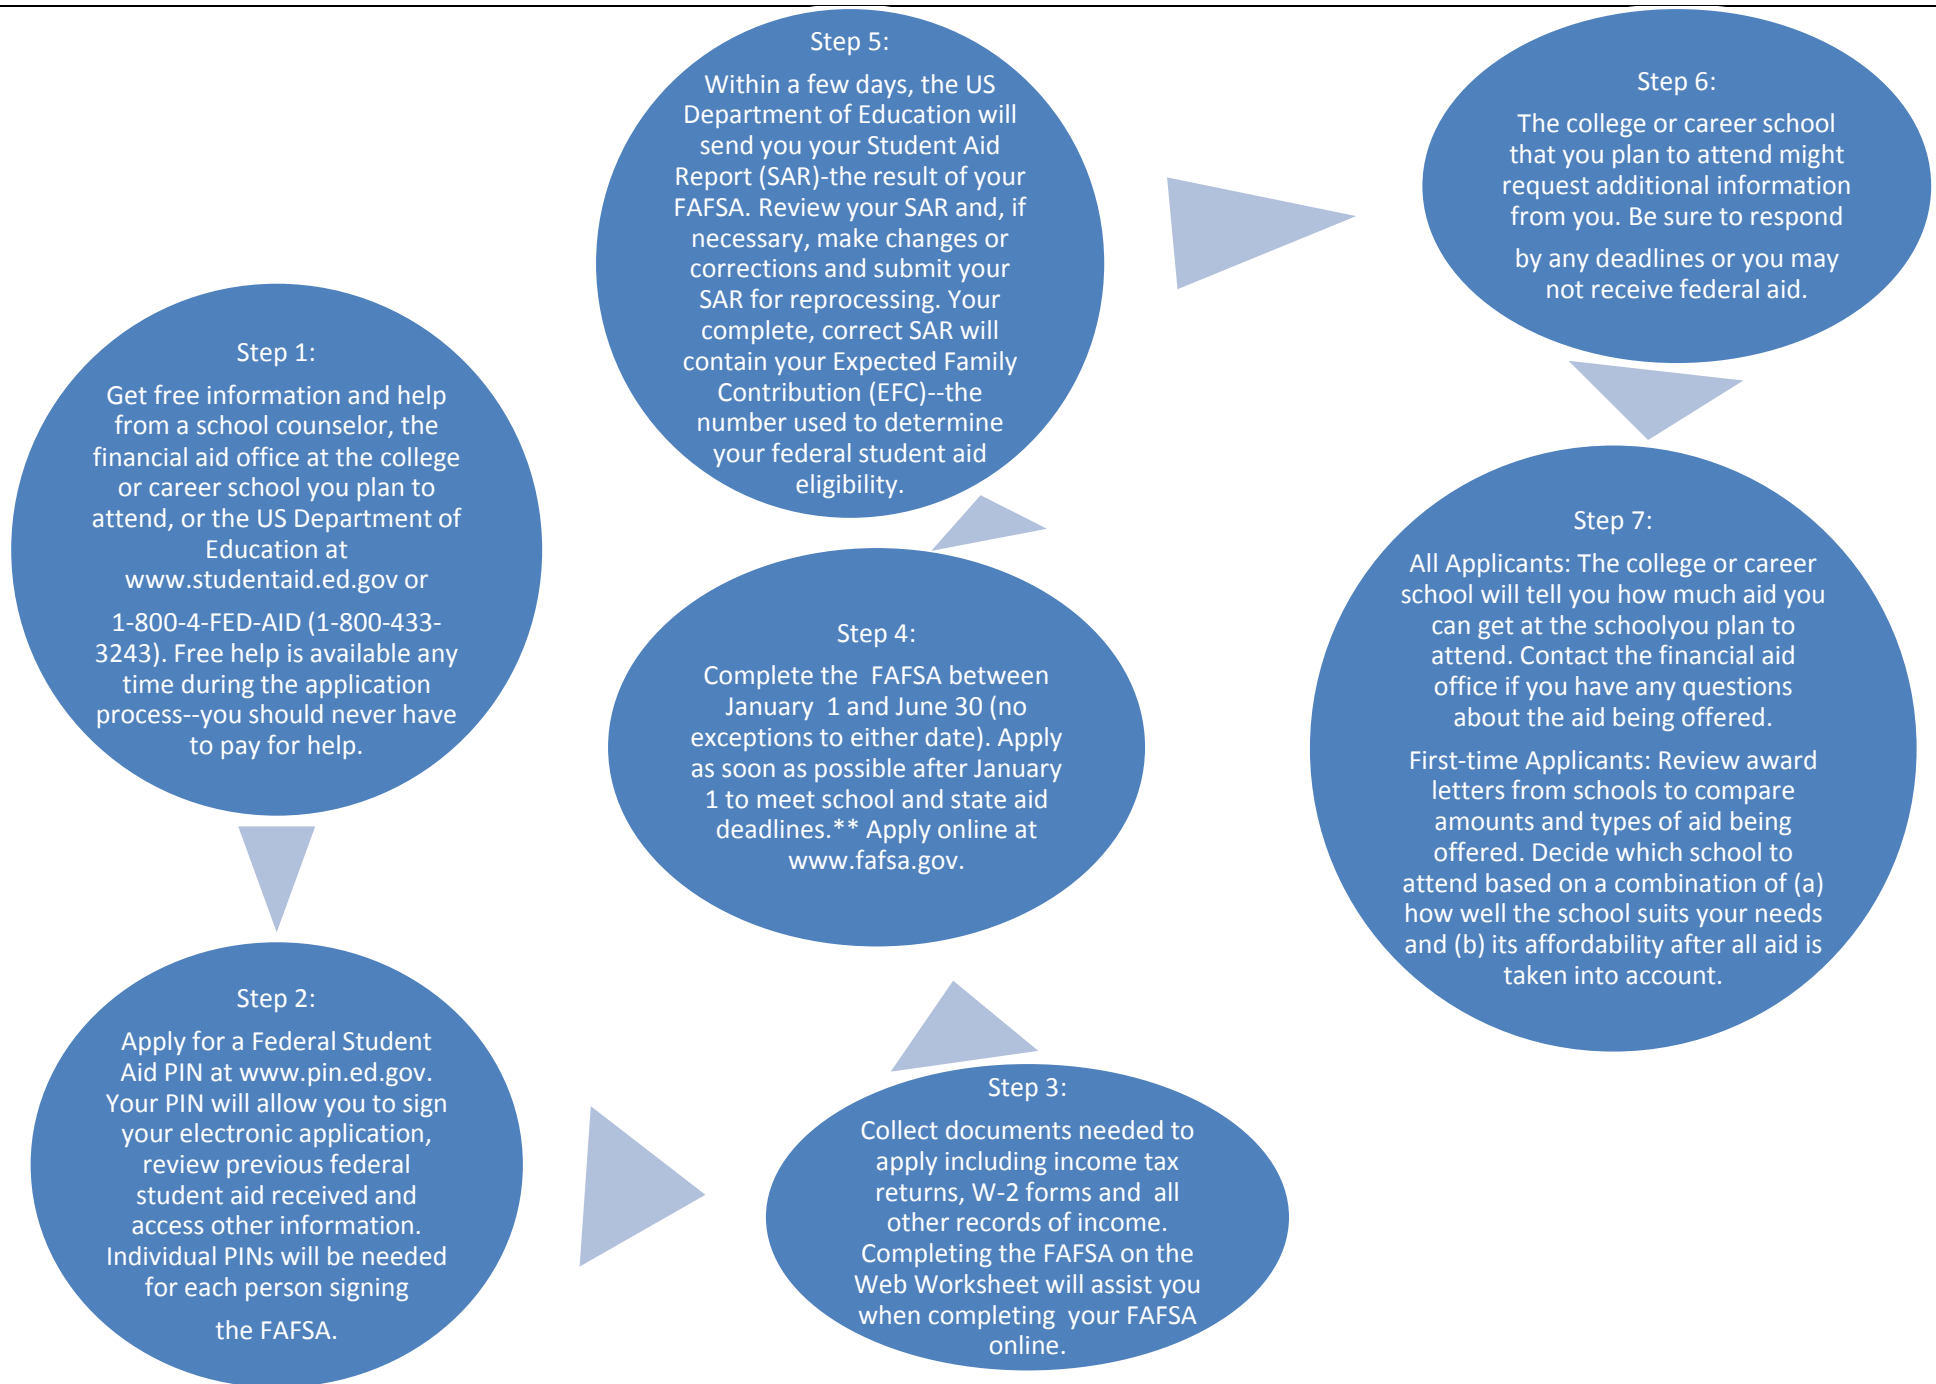 Step 1:
Get free information and help
from a school counselor, the
financial aid office at the college
or career school you plan to
attend, or the US Department of
Education at
www.studentaid.ed.gov or
1-800-4-FED-AID (1-800-433-
3243). Free help is available any
time during the application
process--you should never have
to pay for help.
Step 2:
Apply for a Federal Student
Aid PIN at www.pin.ed.gov.
Your PIN will allow you to sign
your electronic application,
review previous federal
student aid received and
access other information.
Individual PINs will be needed
for each person signing
the FAFSA.
Step 3:
Collect documents needed to
apply including income tax
returns, W-2 forms and  all
other records of income.
Completing the FAFSA on the
Web Worksheet will assist you
when completing  your FAFSA
online.
Step 4:
Complete the  FAFSA between
January  1 and June 30 (no
exceptions to either date). Apply
as soon as possible after January
1 to meet school and state aid
deadlines.** Apply online at
www.fafsa.gov.
Step 5:
Within a few days, the US
Department of Education will
send you your Student Aid
Report (SAR)-the result of your
FAFSA. Review your SAR and, if
necessary, make changes or
corrections and submit your
SAR for reprocessing. Your
complete, correct SAR will
contain your Expected Family
Contribution (EFC)--the
number used to determine
your federal student aid
eligibility.
Step 6:
The college or career school
that you plan to attend might
request additional information
from you. Be sure to respond
by any deadlines or you may
not receive federal aid.
Step 7:
All Applicants: The college or career
school will tell you how much aid you
can get at the schoolyou plan to
attend. Contact the financial aid
office if you have any questions
about the aid being offered.
First-time Applicants: Review award
letters from schools to compare
amounts and types of aid being
offered. Decide which school to
attend based on a combination of (a)
how well the school suits your needs
and (b) its affordability after all aid is
taken into account.